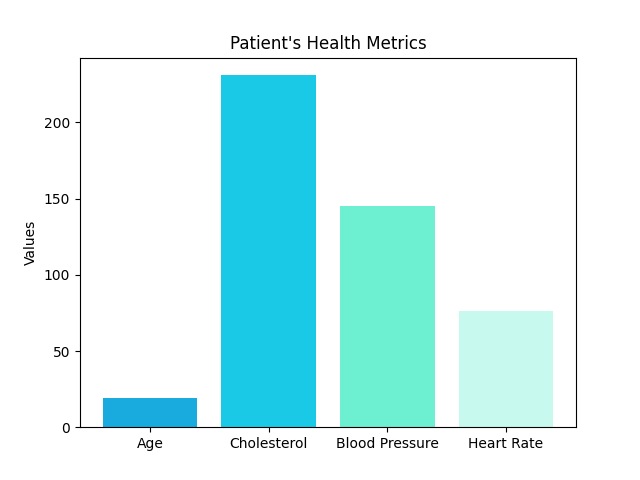 Patient's Health Metrics
Values
200
150
100
50
0
Age Cholesterol Blood Pressure Heart Rate